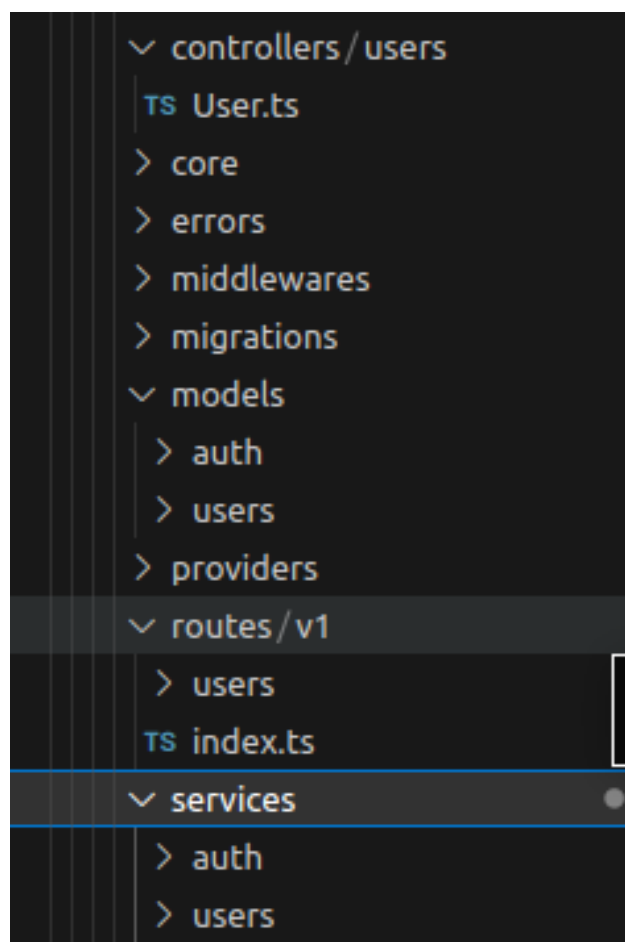 controllers/users
TS User.ts
core
errors
middlewares
migrations
models
auth
users
providers
routes/v1
users
TS index.ts
services
auth
users